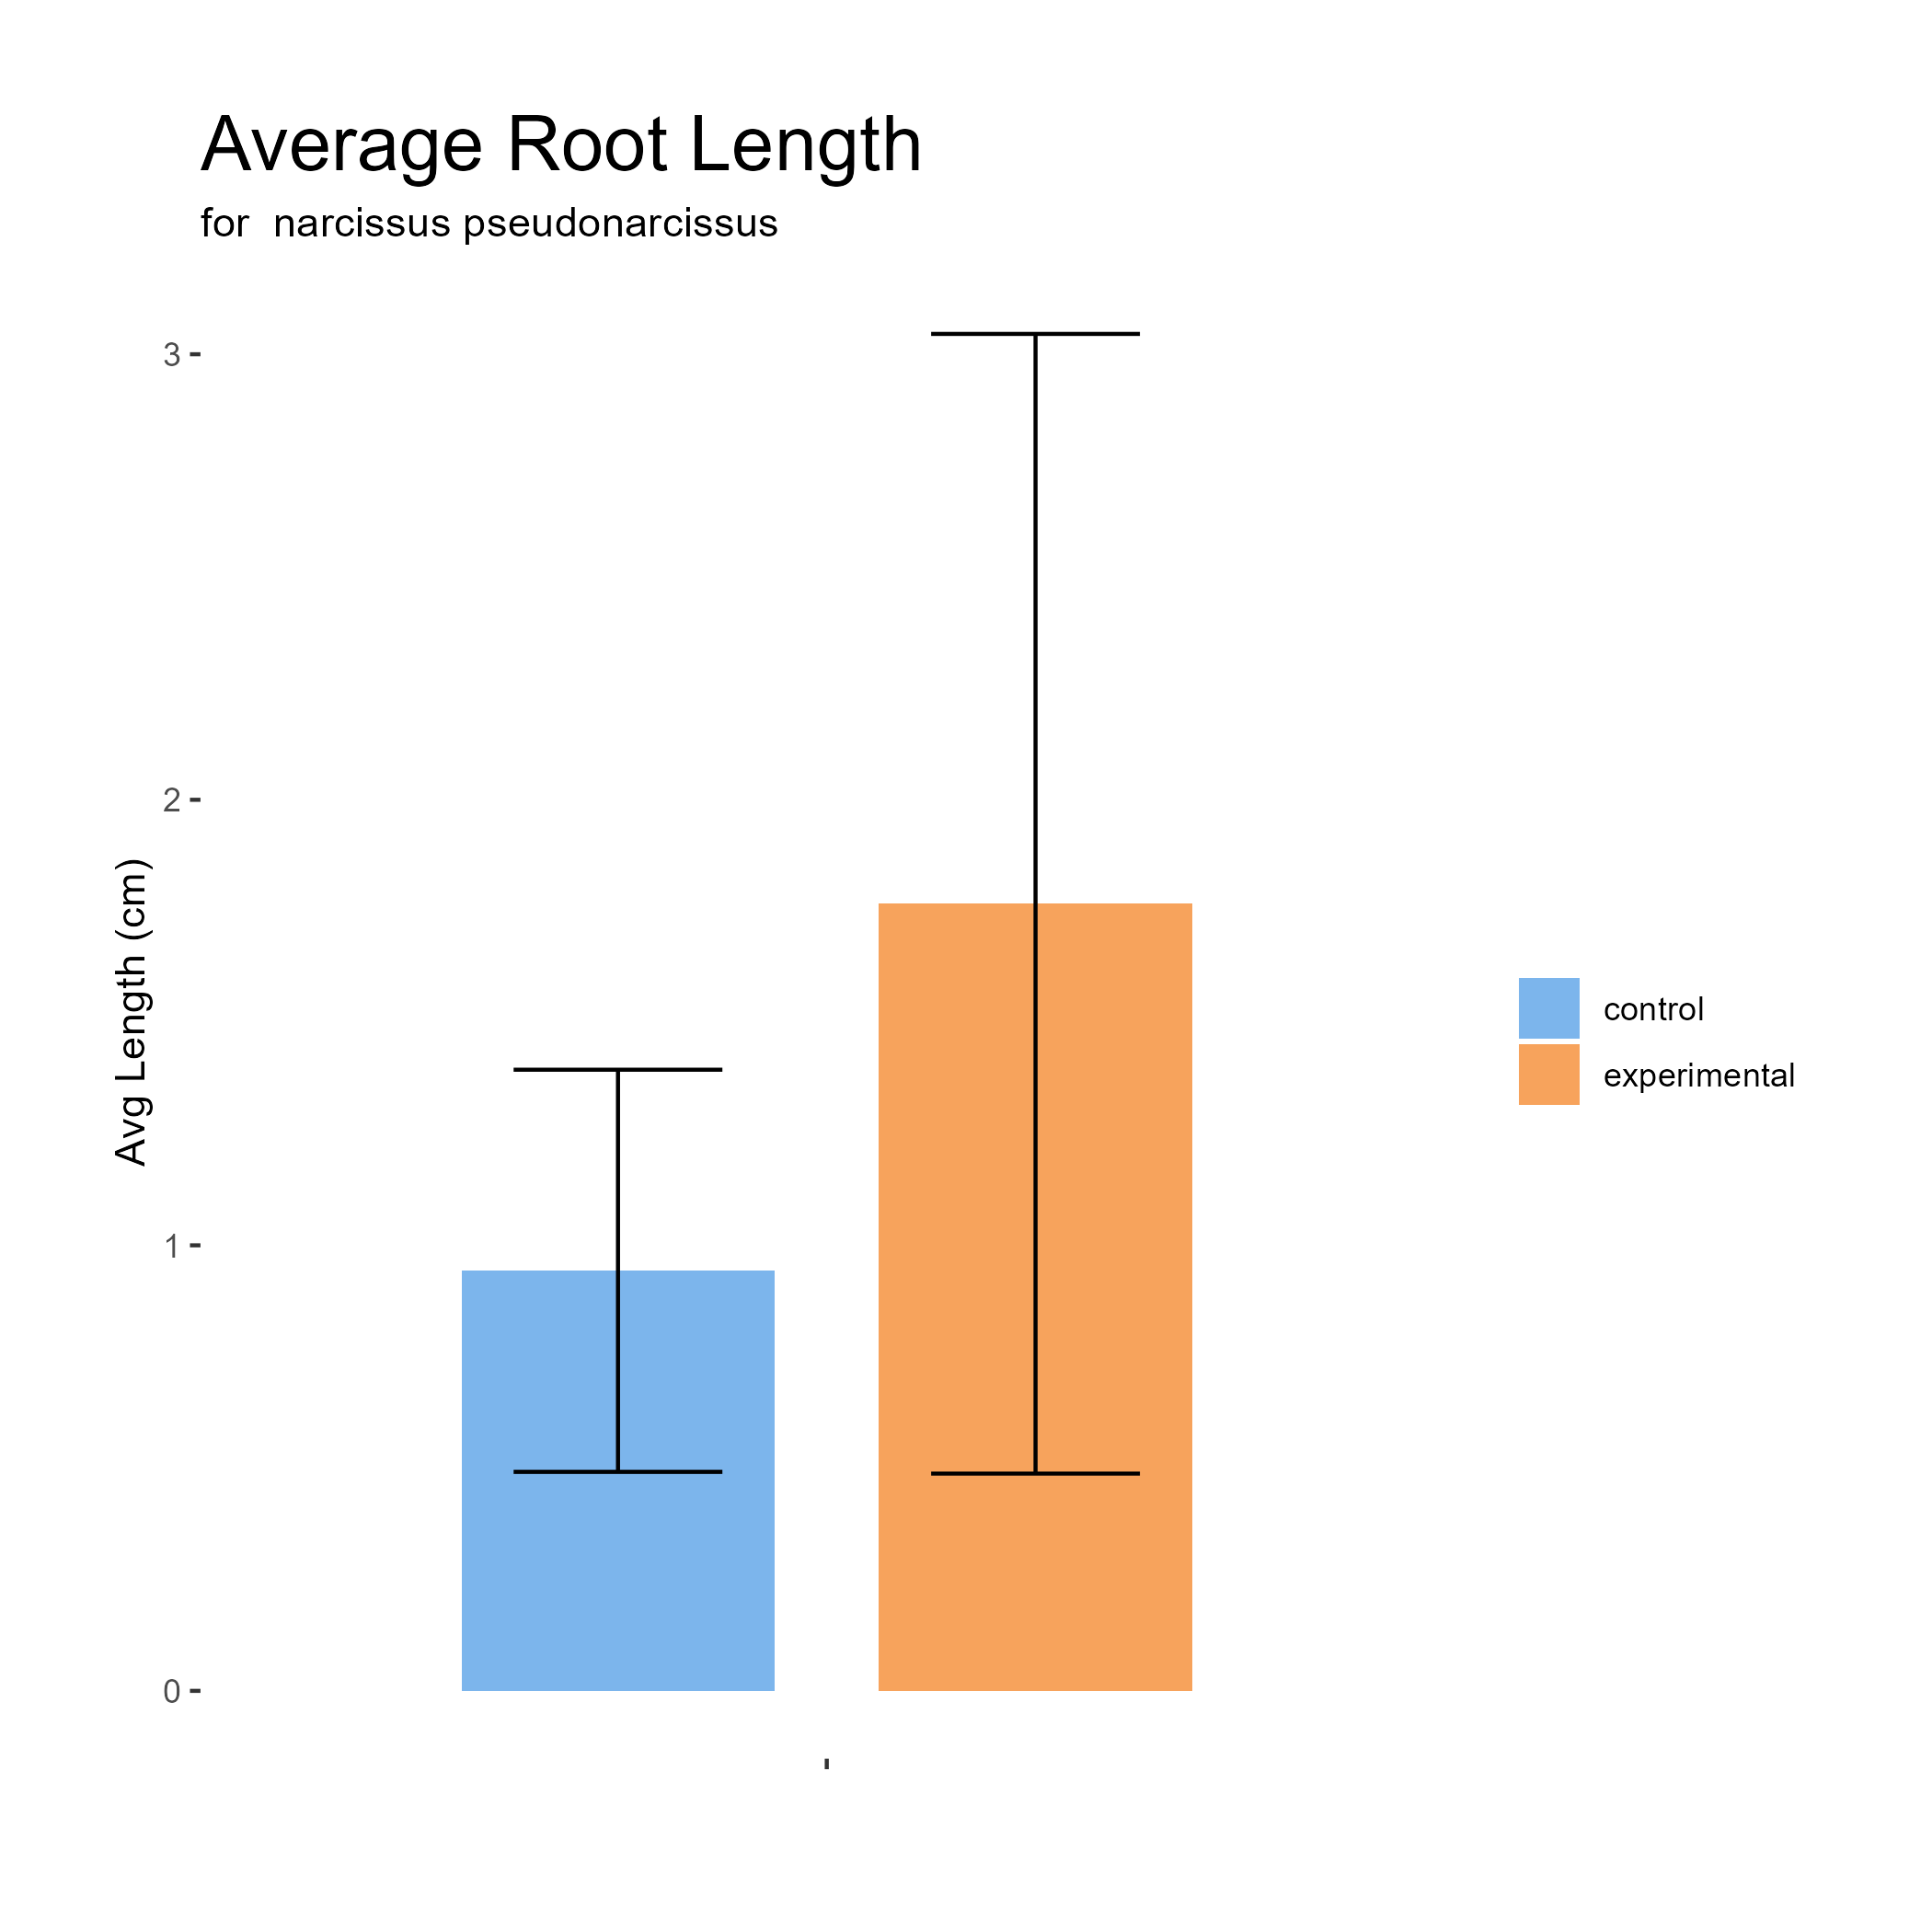 Average Root Length
for  narcissus pseudonarcissus
3
2
1
0
Avg Length (cm)
control
experimental